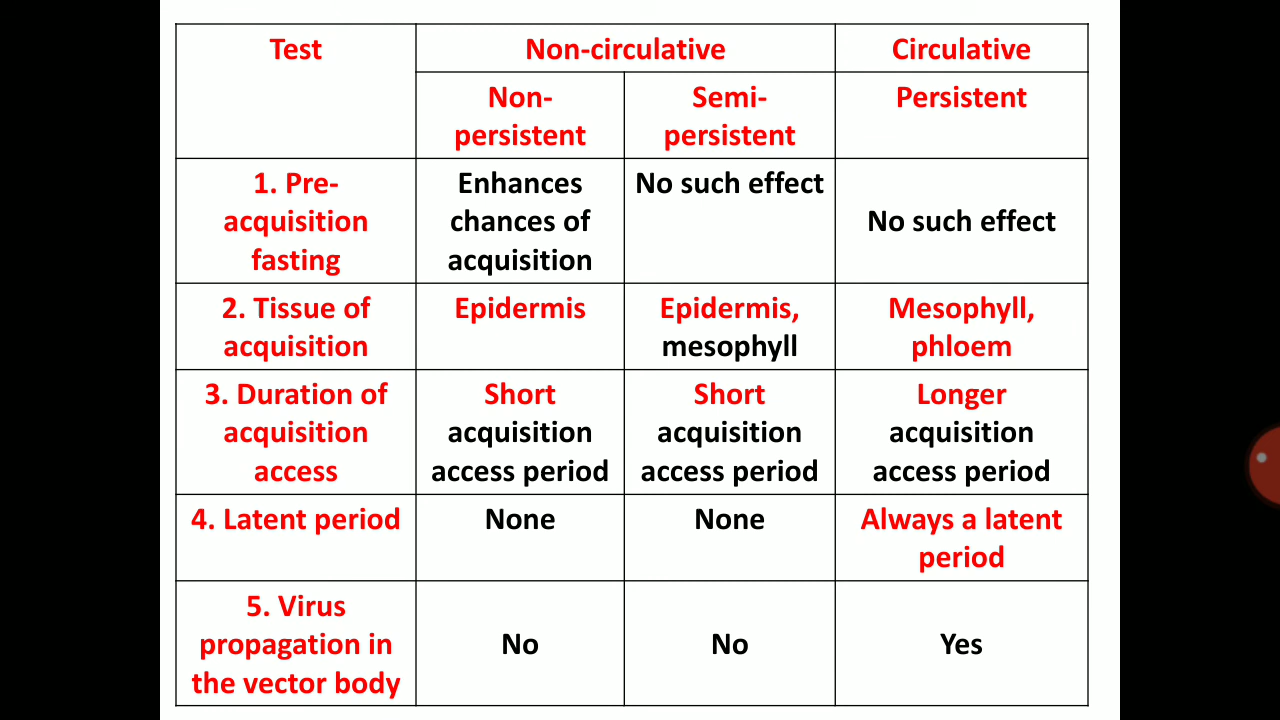 Test
Non-circulative
Circulative
Non-
persistent
Semi-
persistent
Persistent
1. Pre-
acquisition
fasting
Enhances
chances of
acquisition
No such effect
No such effect
2. Tissue of
acquisition
Epidermis
Epidermis,
mesophyll
Mesophyll,
phloem
3. Duration of
acquisition
access
Short
acquisition
access period
Short
acquisition
access period
Longer
acquisition
access period
4. Latent period
None
None
Always a latent
period
5. Virus
propagation in
the vector body
No
No
Yes